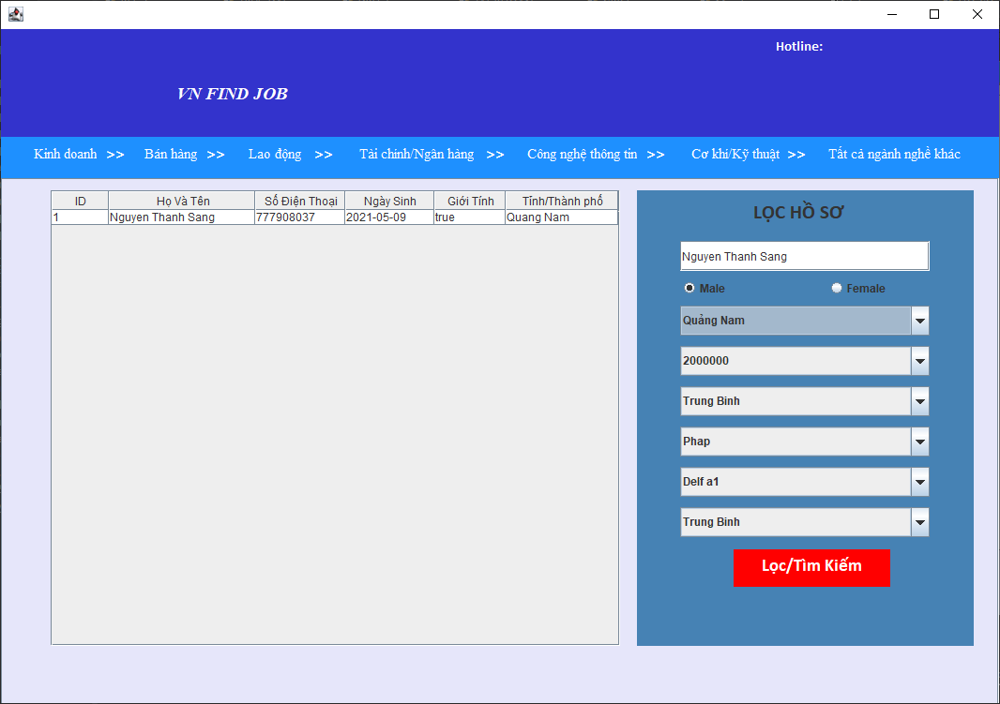 Hotline:
VN FIND JOB
Kinh doanh >> Bán hàng >> Lao động >> Tài chính/Ngân hàng >> Công nghệ thông tin >> Cơ khí/Kỹ thuật >> Tất cả ngành nghề khác
ID Họ Và Tên Số Điện Thoại Ngày Sinh Giới Tính Tỉnh/Thành phố
1 Nguyen Thanh Sang 777908037 2021-05-09 true Quang Nam
LỌC HỒ SƠ
Nguyen Thanh Sang
Male Female
Quảng Nam
2000000
Trung Binh
Phap
Delf a1
Trung Binh
Lọc/Tìm Kiếm